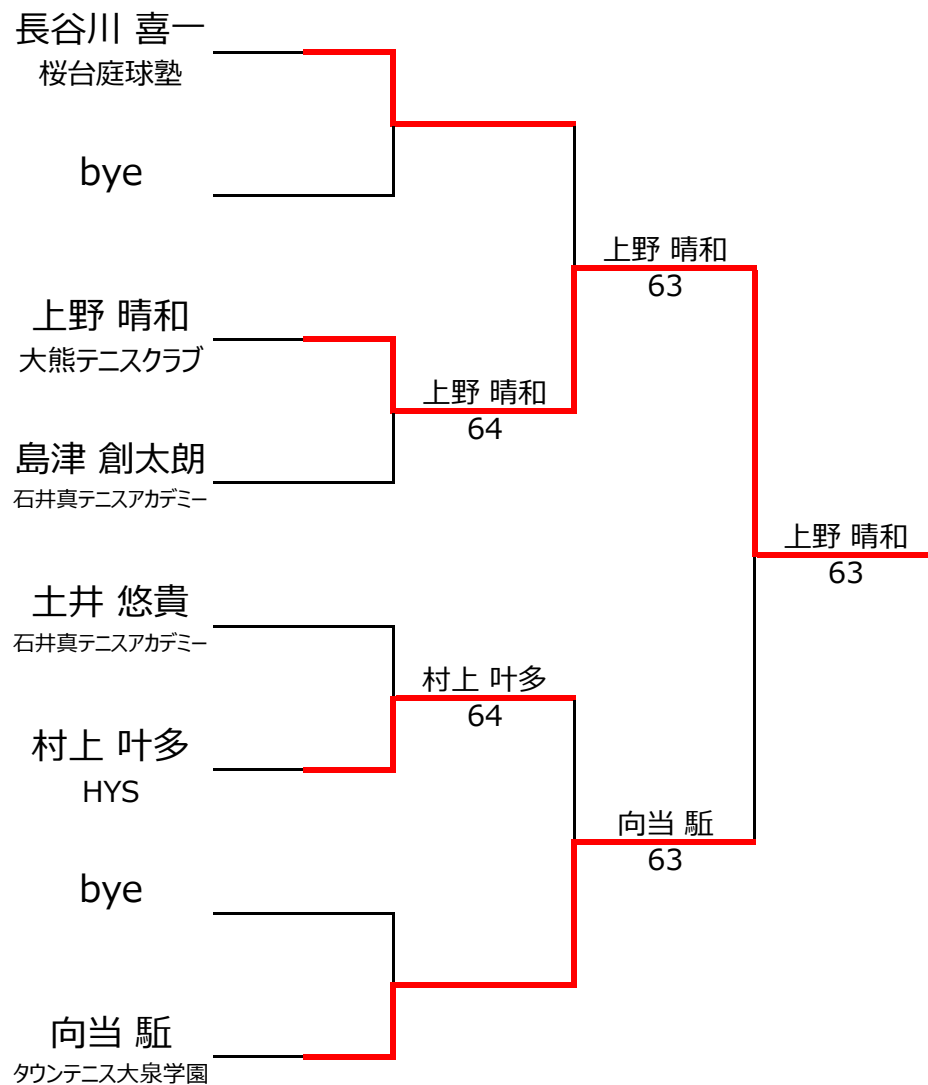 長谷川 喜一
桜台庭球塾
bye
上野 晴和
63
上野 晴和
大熊テニスクラブ
上野 晴和
64
島津 創太朗
石井真テニスアカデミー
上野 晴和
63
土井 悠貴
石井真テニスアカデミー
村上 叶多
64
村上 叶多
HYS
向当 駈
63
bye
向当 駈
タウンテニス大泉学園